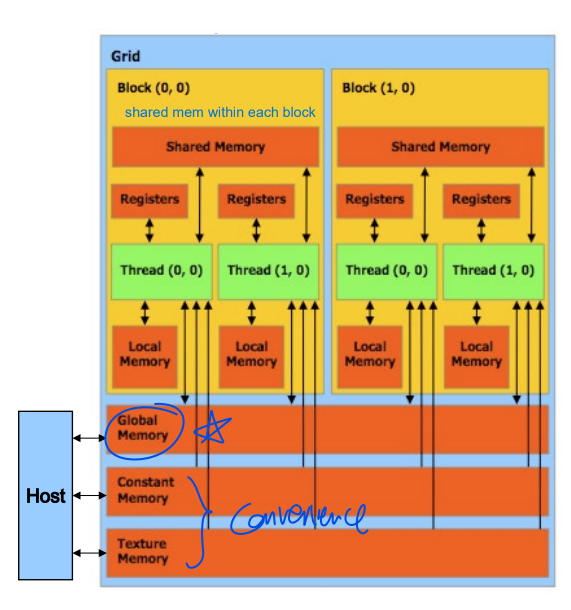 Grid
Block (0, 0)
Block (1, 0)
shared mem within each block
Shared Memory
Shared Memory
Registers
Registers
Registers
Registers
Thread (0, 0)
Thread (1, 0)
Thread (0, 0)
Thread (1, 0)
Local
Memory
Local
Memory
Local
Memory
Local
Memory
Host
Global
Memory
Constant
Memory
Convenience
Texture
Memory